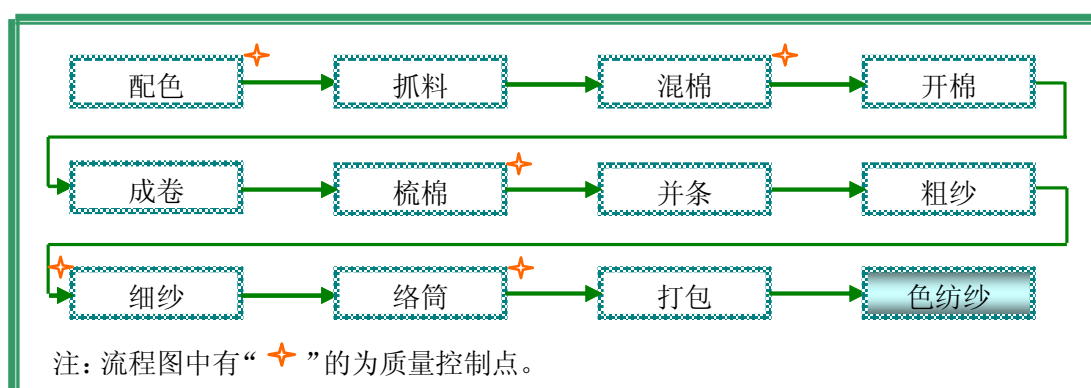 配色 抓料 混棉 开棉
成卷 梳棉 并条 粗纱
细纱 络筒 打包 色纺纱
注：流程图中有“ ”的为质量控制点。